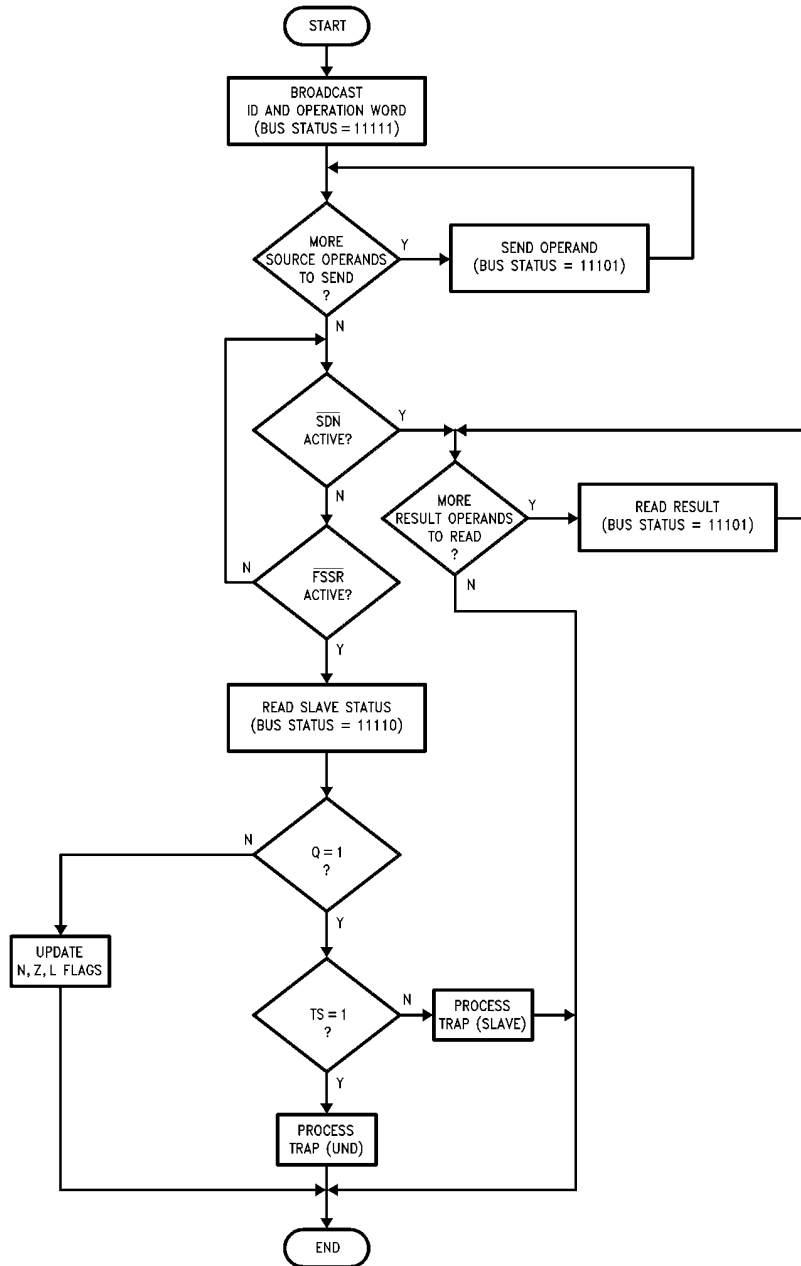 START
BROADCAST
ID AND OPERATION WORD
(BUS STATUS = 11111)
MORE
SOURCE OPERANDS
TO SEND
?
Y
SEND OPERAND
(BUS STATUS = 11101)
N
SDN
ACTIVE?
Y
N
MORE
RESULT OPERANDS
TO READ
?
Y
READ RESULT
(BUS STATUS = 11101)
N
FSSR
ACTIVE?
N
Y
READ SLAVE STATUS
(BUS STATUS = 11110)
Q = 1
?
N
Y
UPDATE
N, Z, L FLAGS
TS = 1
?
N
PROCESS
TRAP (SLAVE)
Y
PROCESS
TRAP (UND)
END